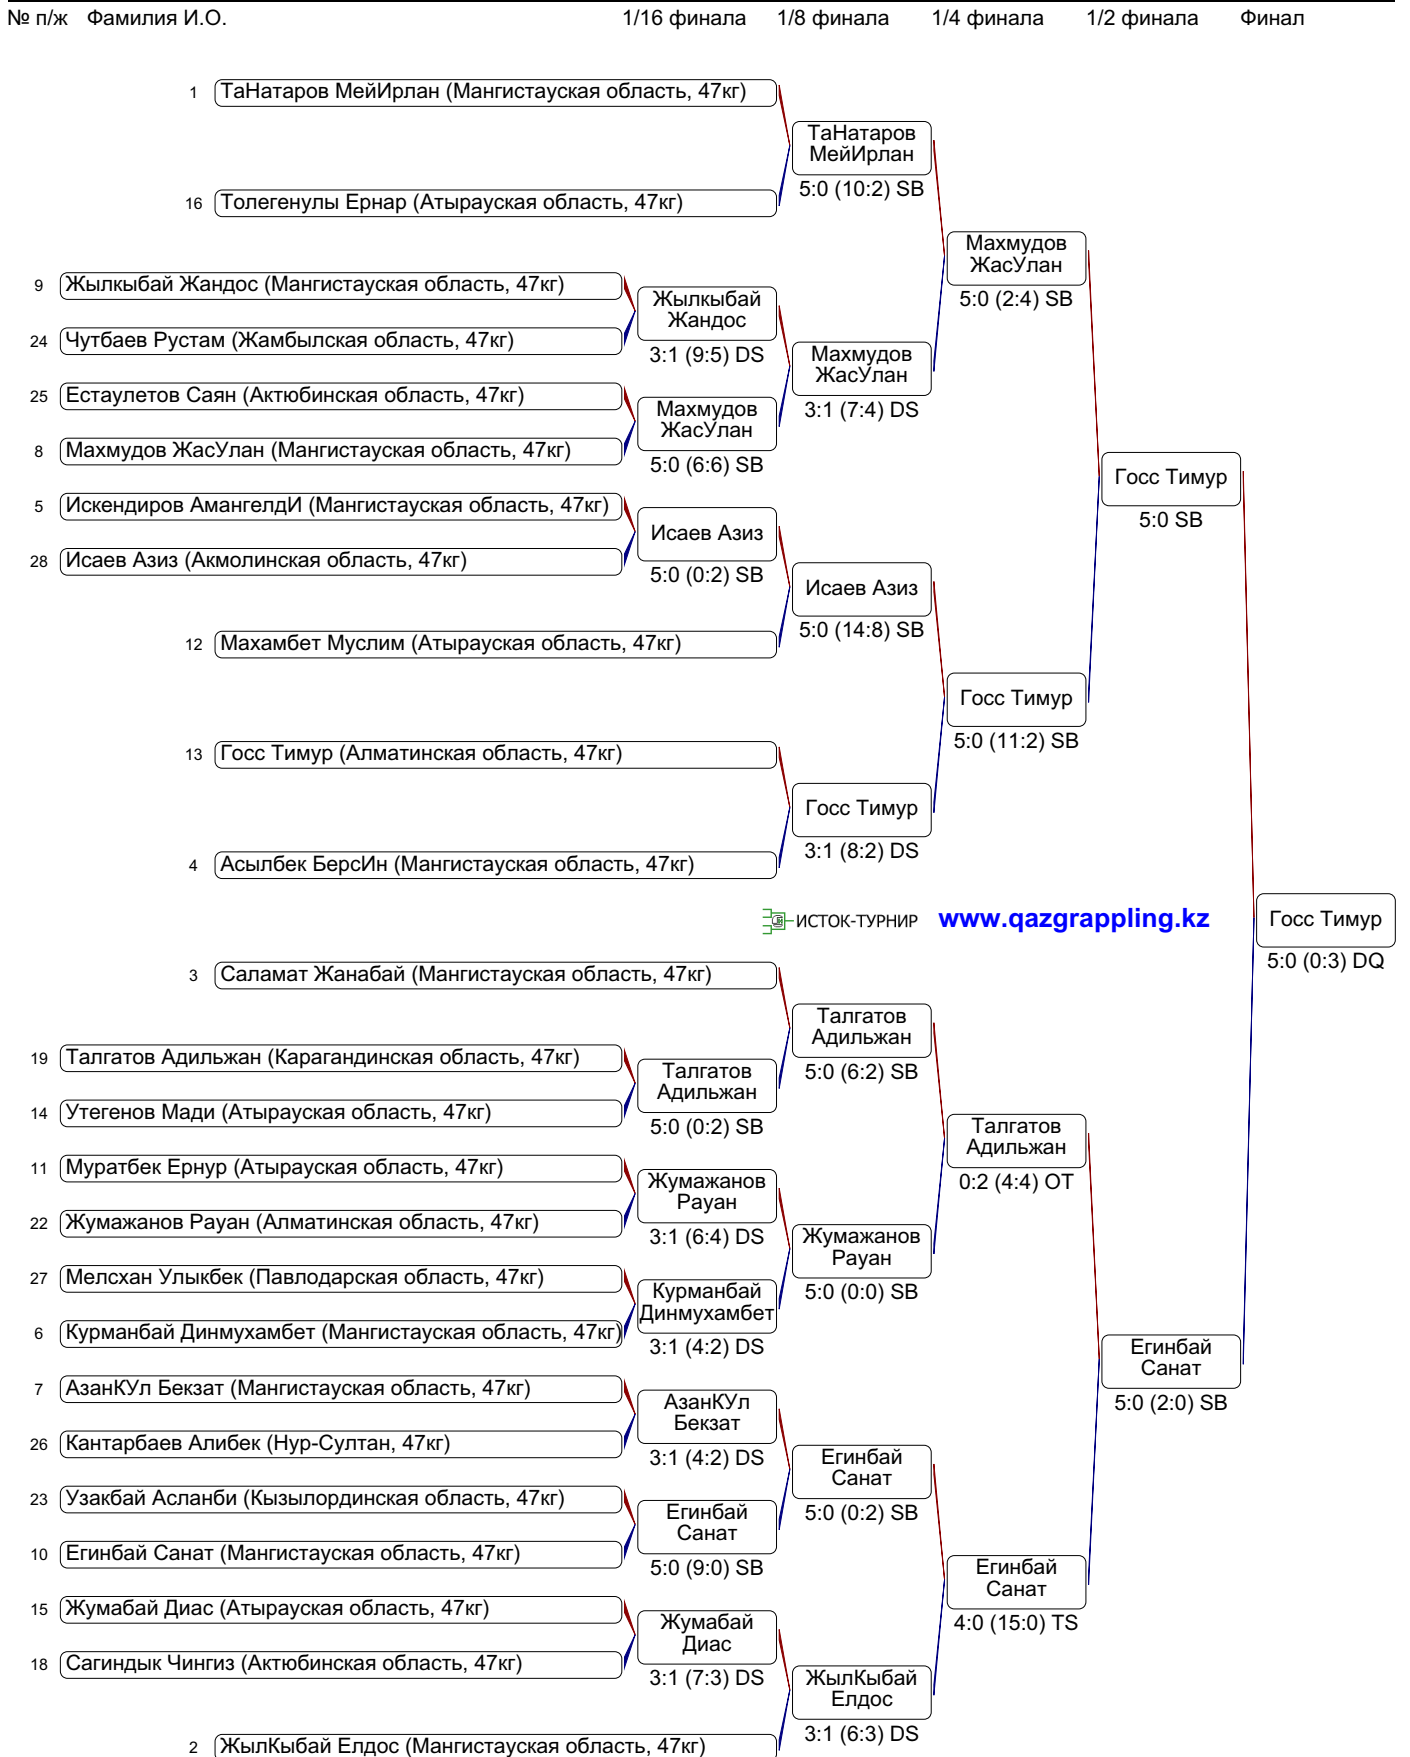 № п/ж Фамилия И.О. 1/16 финала 1/8 финала 1/4 финала 1/2 финала Финал
1 ТаНатаров МейИрлан (Мангистауская область, 47кг)
ТаНатаров
МейИрлан
5:0 (10:2) SB
16 Толегенулы Ернар (Атырауская область, 47кг)
Махмудов
ЖасУлан
5:0 (2:4) SB
9 Жылкыбай Жандос (Мангистауская область, 47кг)
Жылкыбай
Жандос
3:1 (9:5) DS
24 Чутбаев Рустам (Жамбылская область, 47кг)
Махмудов
ЖасУлан
3:1 (7:4) DS
25 Естаулетов Саян (Актюбинская область, 47кг)
Махмудов
ЖасУлан
5:0 (6:6) SB
8 Махмудов ЖасУлан (Мангистауская область, 47кг)
Госс Тимур
5:0 SB
5 Искендиров АмангелдИ (Мангистауская область, 47кг)
Исаев Азиз
5:0 (0:2) SB
28 Исаев Азиз (Акмолинская область, 47кг)
Исаев Азиз
5:0 (14:8) SB
12 Махамбет Муслим (Атырауская область, 47кг)
Госс Тимур
5:0 (11:2) SB
13 Госс Тимур (Алматинская область, 47кг)
Госс Тимур
3:1 (8:2) DS
4 Асылбек БерсИн (Мангистауская область, 47кг)
ИСТОК-ТУРНИР www.qazgrappling.kz
Госс Тимур
5:0 (0:3) DQ
3 Саламат Жанабай (Мангистауская область, 47кг)
Талгатов
Адильжан
5:0 (6:2) SB
19 Талгатов Адильжан (Карагандинская область, 47кг)
Талгатов
Адильжан
5:0 (0:2) SB
14 Утегенов Мади (Атырауская область, 47кг)
Талгатов
Адильжан
0:2 (4:4) OT
11 Муратбек Ернур (Атырауская область, 47кг)
Жумажанов
Рауан
3:1 (6:4) DS
22 Жумажанов Рауан (Алматинская область, 47кг)
Жумажанов
Рауан
5:0 (0:0) SB
27 Мелсхан Улыкбек (Павлодарская область, 47кг)
Курманбай
Динмухамбет
3:1 (4:2) DS
6 Курманбай Динмухамбет (Мангистауская область, 47кг)
Егинбай
Санат
5:0 (2:0) SB
7 АзанКУл Бекзат (Мангистауская область, 47кг)
АзанКУл
Бекзат
3:1 (4:2) DS
26 Кантарбаев Алибек (Нур-Султан, 47кг)
Егинбай
Санат
5:0 (0:2) SB
23 Узакбай Асланби (Кызылординская область, 47кг)
Егинбай
Санат
5:0 (9:0) SB
10 Егинбай Санат (Мангистауская область, 47кг)
Егинбай
Санат
4:0 (15:0) TS
15 Жумабай Диас (Атырауская область, 47кг)
Жумабай
Диас
3:1 (7:3) DS
18 Сагиндык Чингиз (Актюбинская область, 47кг)
ЖылКыбай
Елдос
3:1 (6:3) DS
2 ЖылКыбай Елдос (Мангистауская область, 47кг)